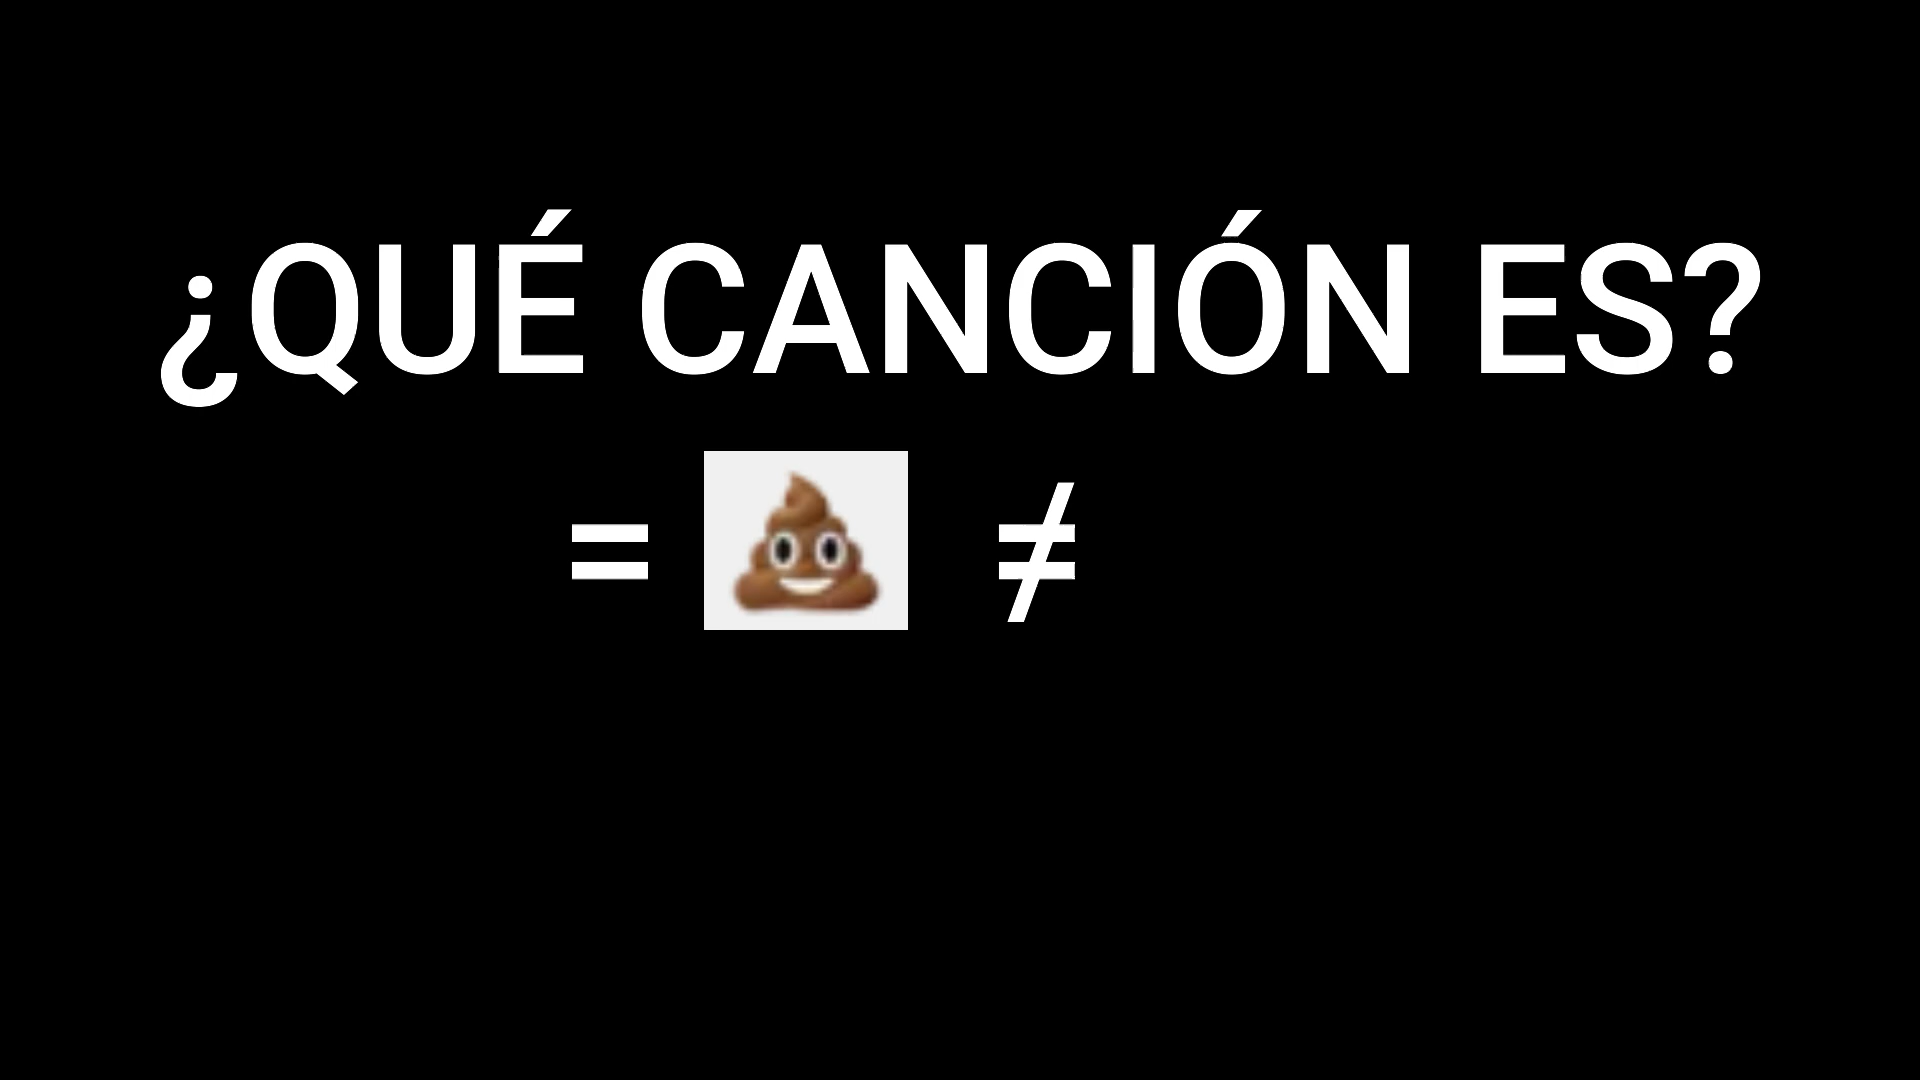 ¿QUÉ CANCIÓN ES?
= 💩 ≠